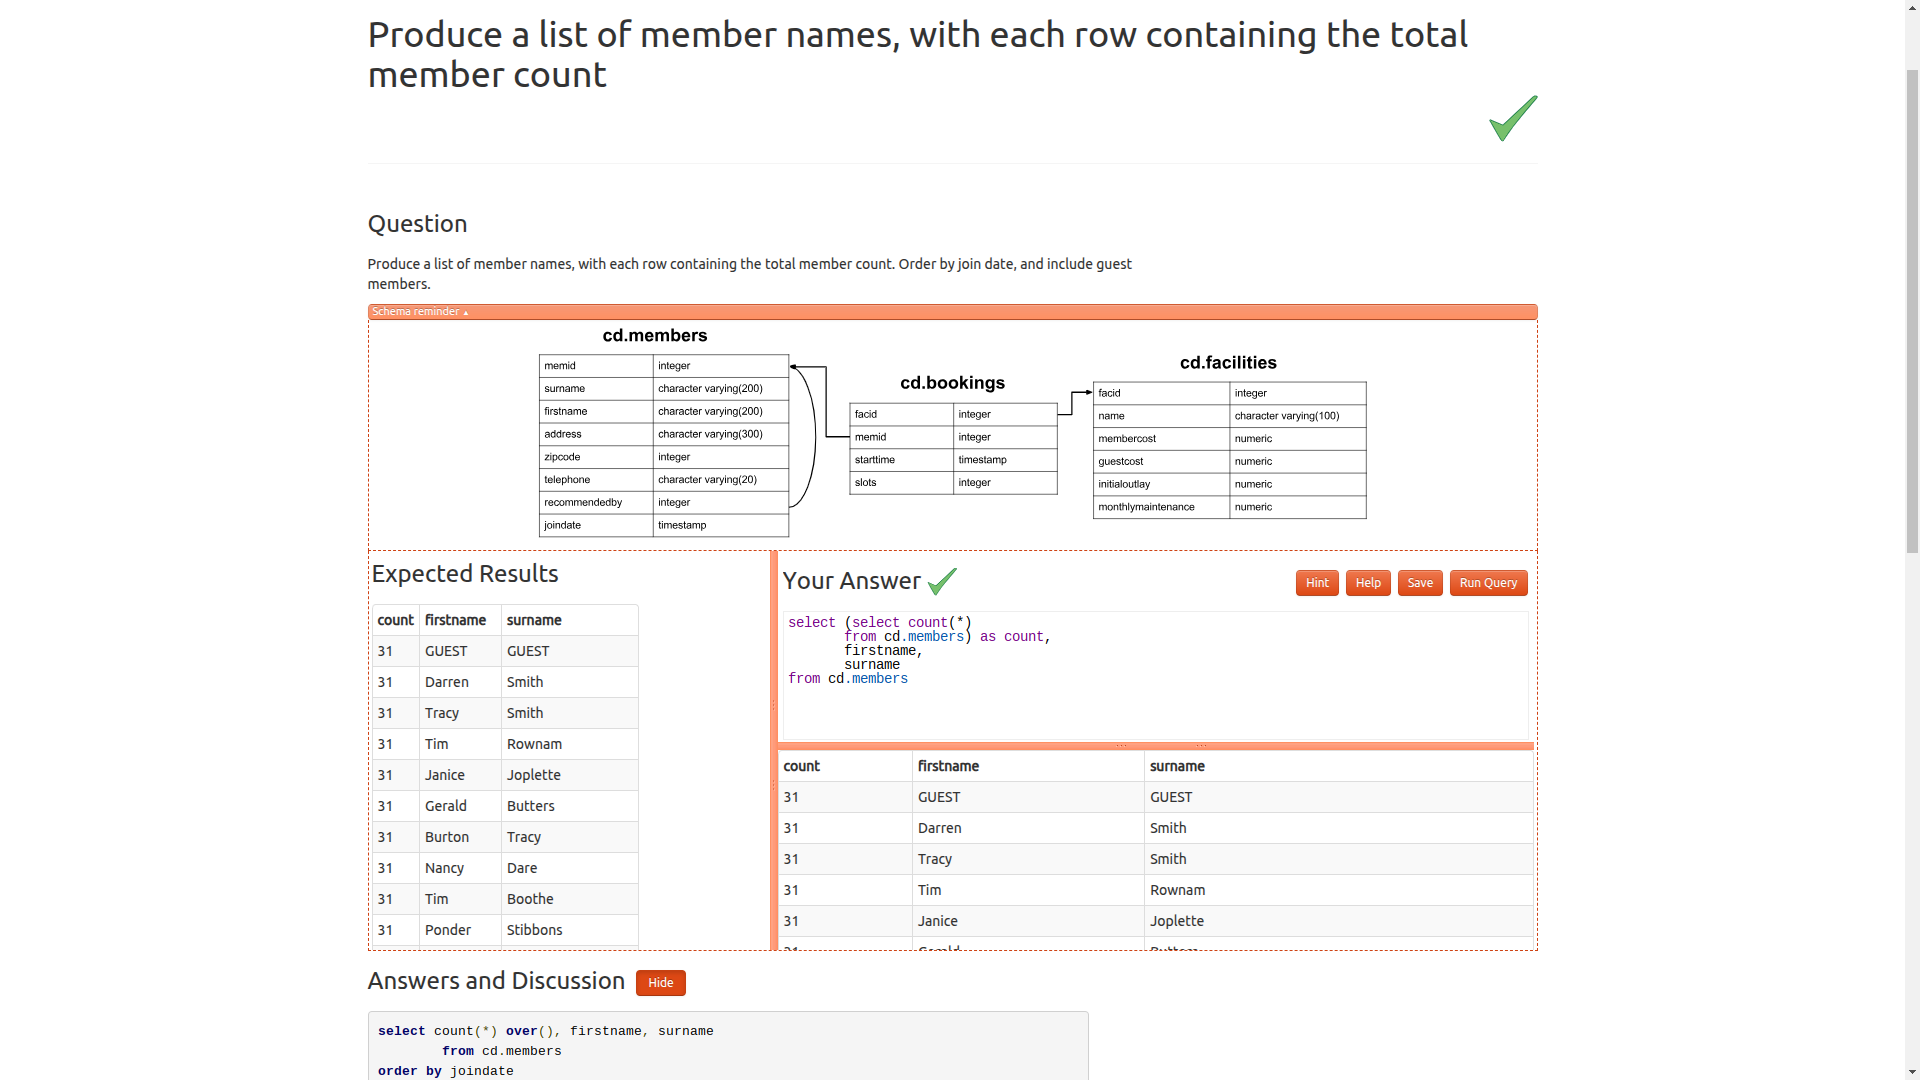 Produce a list of member names, with each row containing the total
member count
Question
Produce a list of member names, with each row containing the total member count. Order by join date, and include guest
members.
Schema reminder ▴
cd.members
memid integer
surname character varying(200)
firstname character varying(200)
address character varying(300)
zipcode integer
telephone character varying(20)
recommendedby integer
joindate timestamp
cd.bookings
facid integer
memid integer
starttime timestamp
slots integer
cd.facilities
facid integer
name character varying(100)
membercost numeric
guestcost numeric
initialoutlay numeric
monthlymaintenance numeric
Expected Results
count firstname surname
31 GUEST GUEST
31 Darren Smith
31 Tracy Smith
31 Tim Rownam
31 Janice Joplette
31 Gerald Butters
31 Burton Tracy
31 Nancy Dare
31 Tim Boothe
31 Ponder Stibbons
Your Answer
Hint Help Save Run Query
select (select count(*)
from cd.members) as count,
firstname,
surname
from cd.members
count firstname surname
31 GUEST GUEST
31 Darren Smith
31 Tracy Smith
31 Tim Rownam
31 Janice Joplette
Answers and Discussion Hide
select count(*) over(), firstname, surname
from cd.members
order by joindate